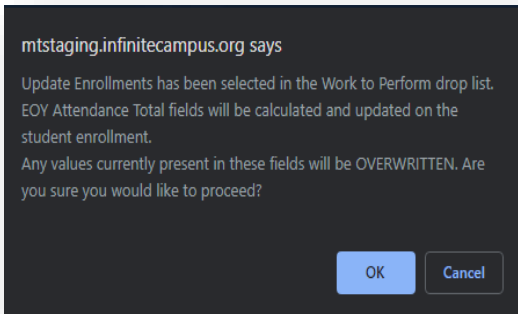 mtstaging.infinitecampus.org says
Update Enrollments has been selected in the Work to Perform drop list.
EOY Attendance Total fields will be calculated and updated on the
student enrollment.
Any values currently present in these fields will be OVERWRITTEN. Are
you sure you would like to proceed?
OK
Cancel